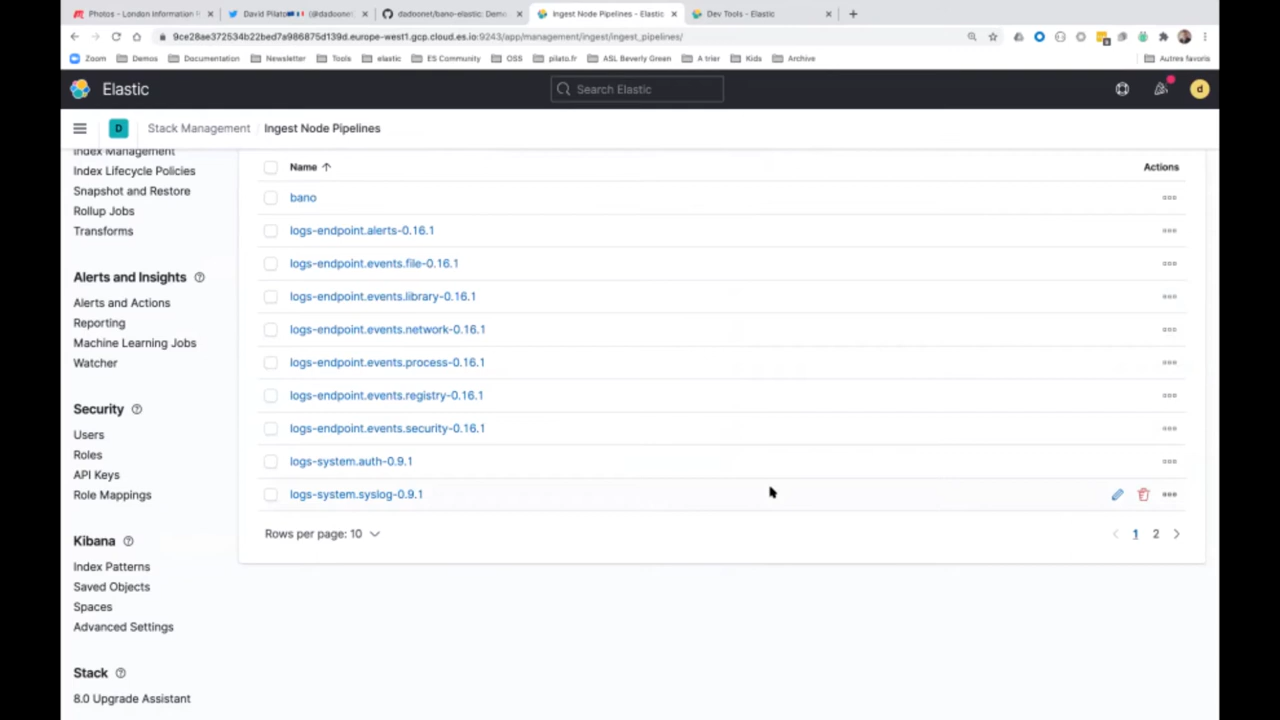 Photos - London Information R
David Pilato (@dadoonet
dadoonet/bano-elastic: Demo
Ingest Node Pipelines - Elastic
Dev Tools - Elastic
9ce28ae372534b22bed7a986875d139d.europe-west1.gcp.cloud.es.io:9243/app/management/ingest/ingest_pipelines/
Zoom Demos Documentation Newsletter Tools elastic ES Community OSS pilato.fr ASL Beverly Green A trier Kids Archive Autres favoris
Elastic
Search Elastic
d
D
Stack Management / Ingest Node Pipelines
Index Management
Index Lifecycle Policies
Snapshot and Restore
Rollup Jobs
Transforms
Alerts and Insights
Alerts and Actions
Reporting
Machine Learning Jobs
Watcher
Security
Users
Roles
API Keys
Role Mappings
Kibana
Index Patterns
Saved Objects
Spaces
Advanced Settings
Stack
8.0 Upgrade Assistant
Name Actions
bano
logs-endpoint.alerts-0.16.1
logs-endpoint.events.file-0.16.1
logs-endpoint.events.library-0.16.1
logs-endpoint.events.network-0.16.1
logs-endpoint.events.process-0.16.1
logs-endpoint.events.registry-0.16.1
logs-endpoint.events.security-0.16.1
logs-system.auth-0.9.1
logs-system.syslog-0.9.1
Rows per page: 10
1 2